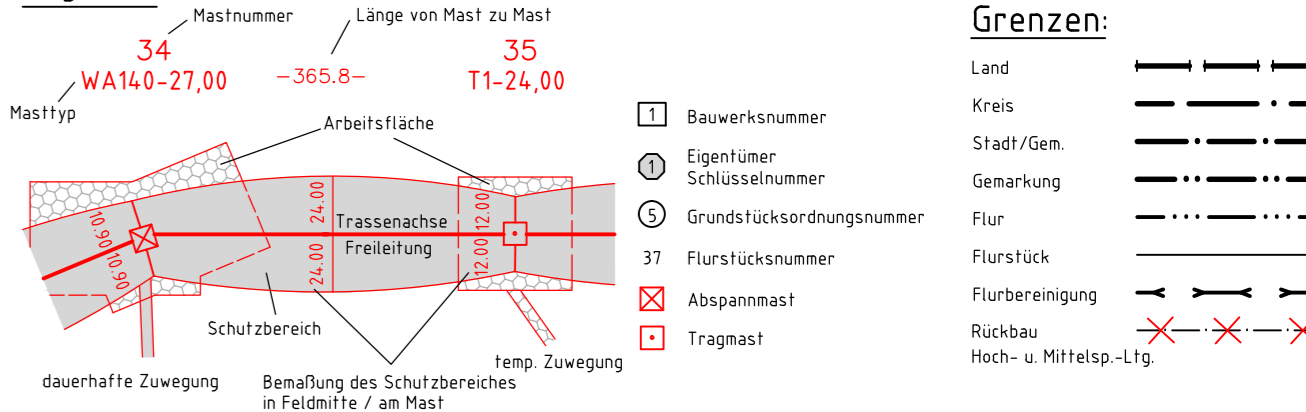 Mastnummer
Länge von Mast zu Mast
34
35
WA140-27,00
-365.8-
T1-24,00
Masttyp
Arbeitsfläche
10.90
10.90
24.00
24.00
Trassenachse
Freileitung
12.00
12.00
Schutzbereich
dauerhafte Zuwegung
temp. Zuwegung
Bemaßung des Schutzbereiches
in Feldmitte / am Mast
1 Bauwerksnummer
1 Eigentümer
Schlüsselnummer
5 Grundstücksordnungsnummer
37 Flurstücksnummer
Abspannmast
Tragmast
Grenzen:
Land
Kreis
Stadt/Gem.
Gemarkung
Flur
Flurstück
Flurbereinigung
Rückbau
Hoch- u. Mittelsp.-Ltg.